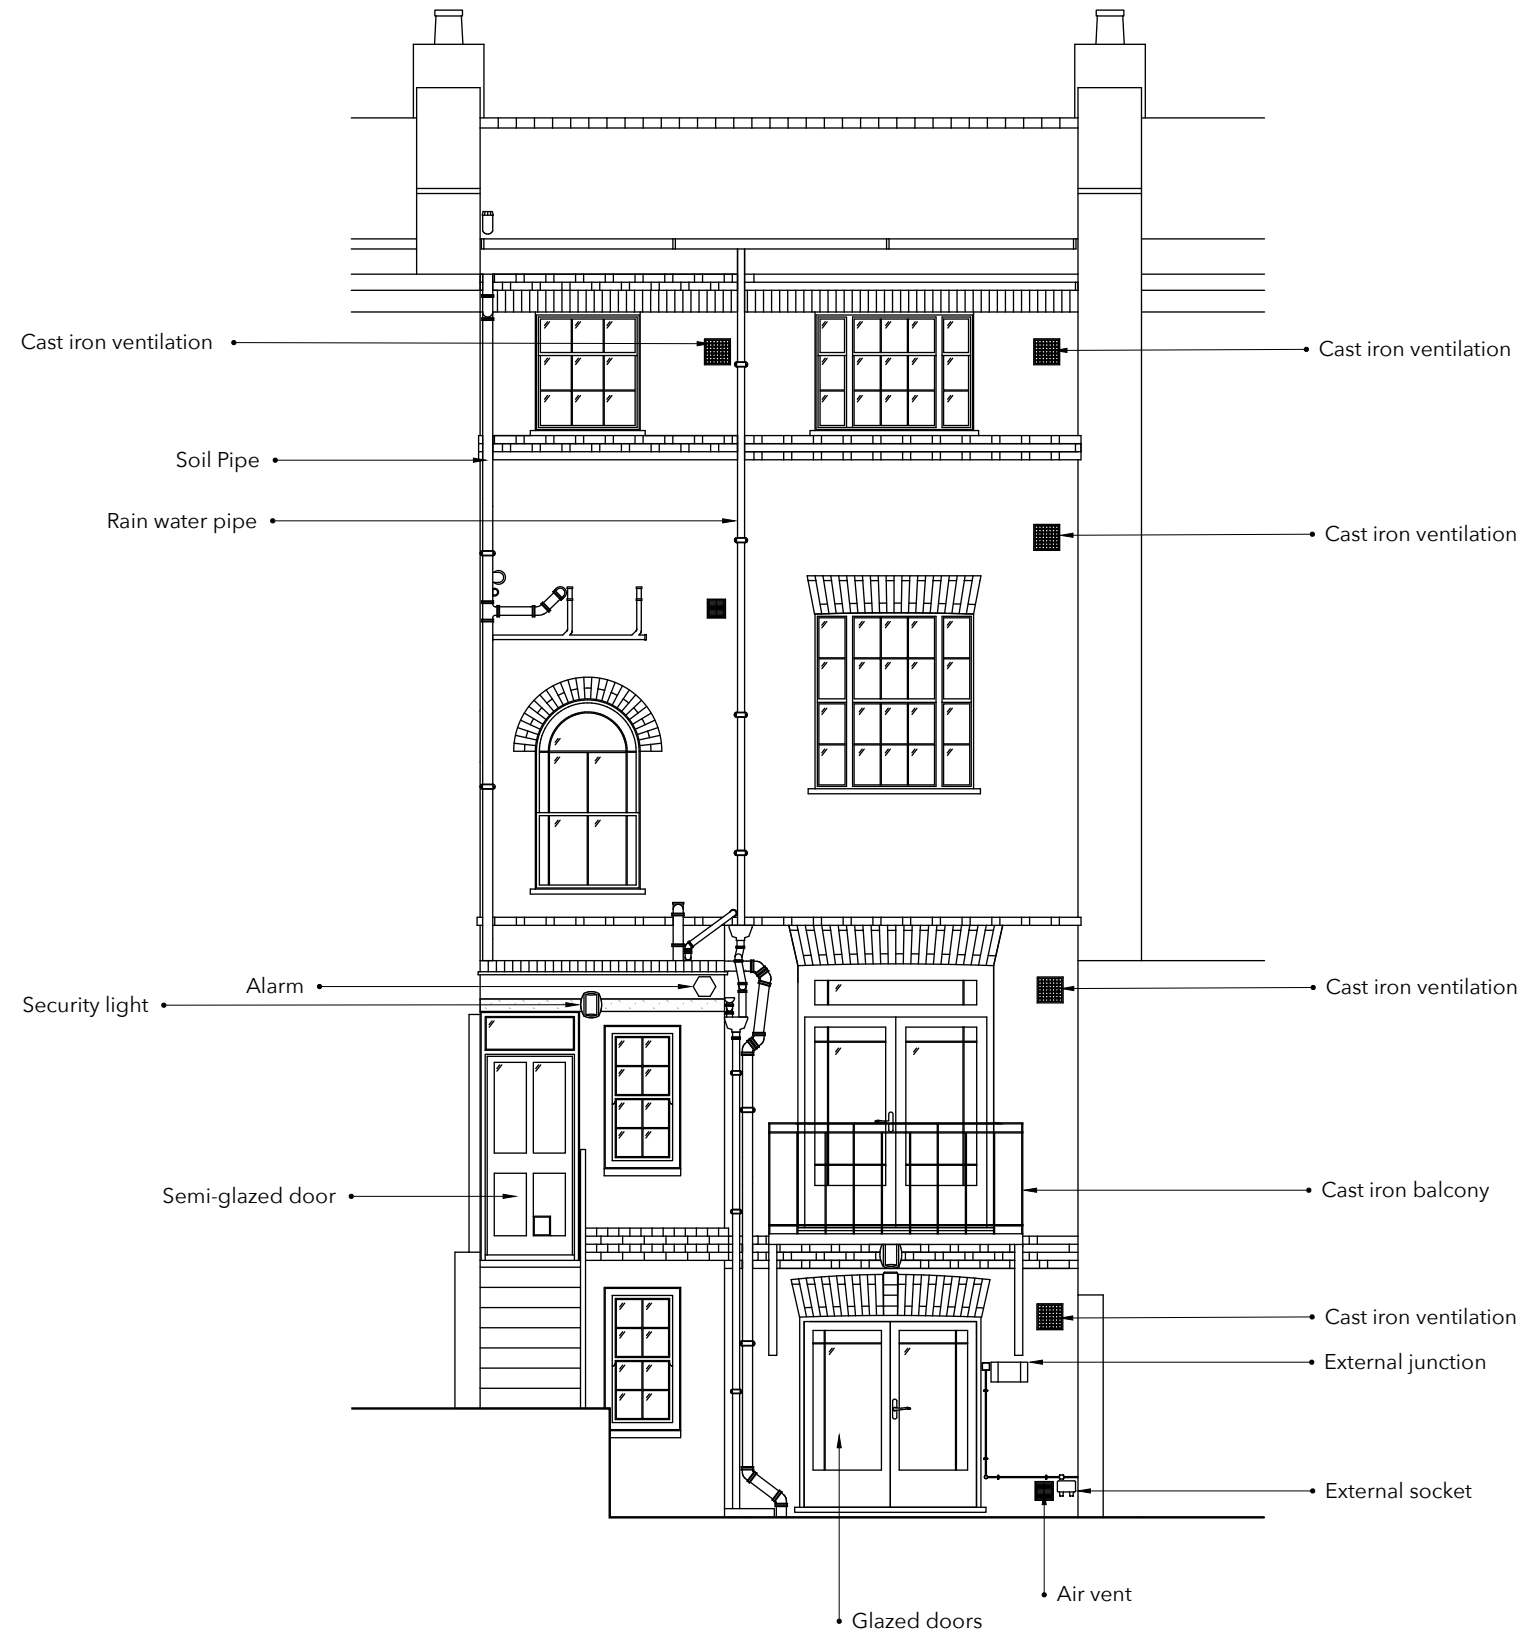 Cast iron ventilation
Cast iron ventilation
Soil Pipe
Rain water pipe
Cast iron ventilation
Alarm
Cast iron ventilation
Security light
Semi-glazed door
Cast iron balcony
Cast iron ventilation
External junction
External socket
Air vent
Glazed doors